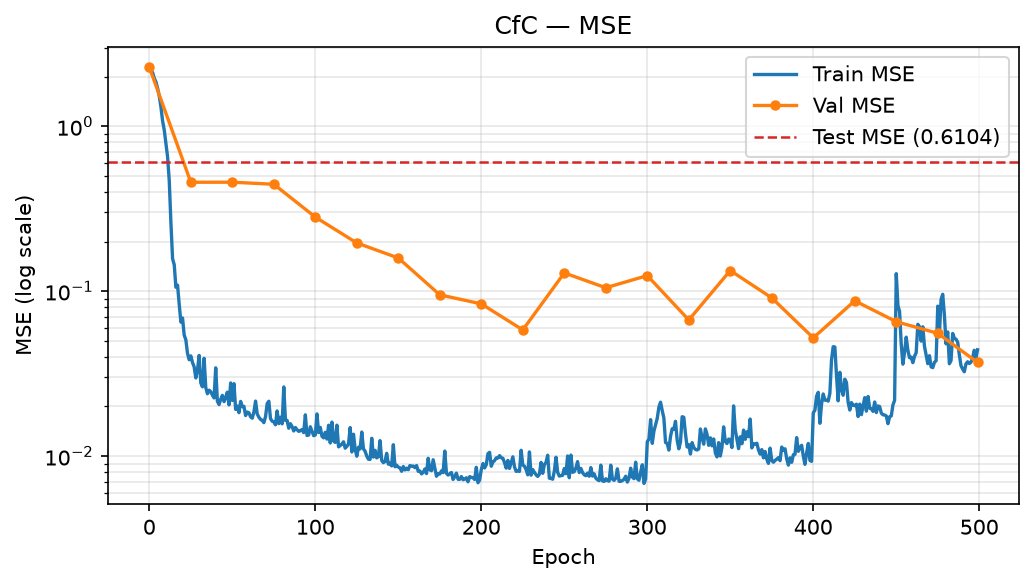 CfC — MSE
Train MSE
Val MSE
Test MSE (0.6104)
MSE (log scale)
10⁰
10⁻¹
10⁻²
0 100 200 300 400 500
Epoch